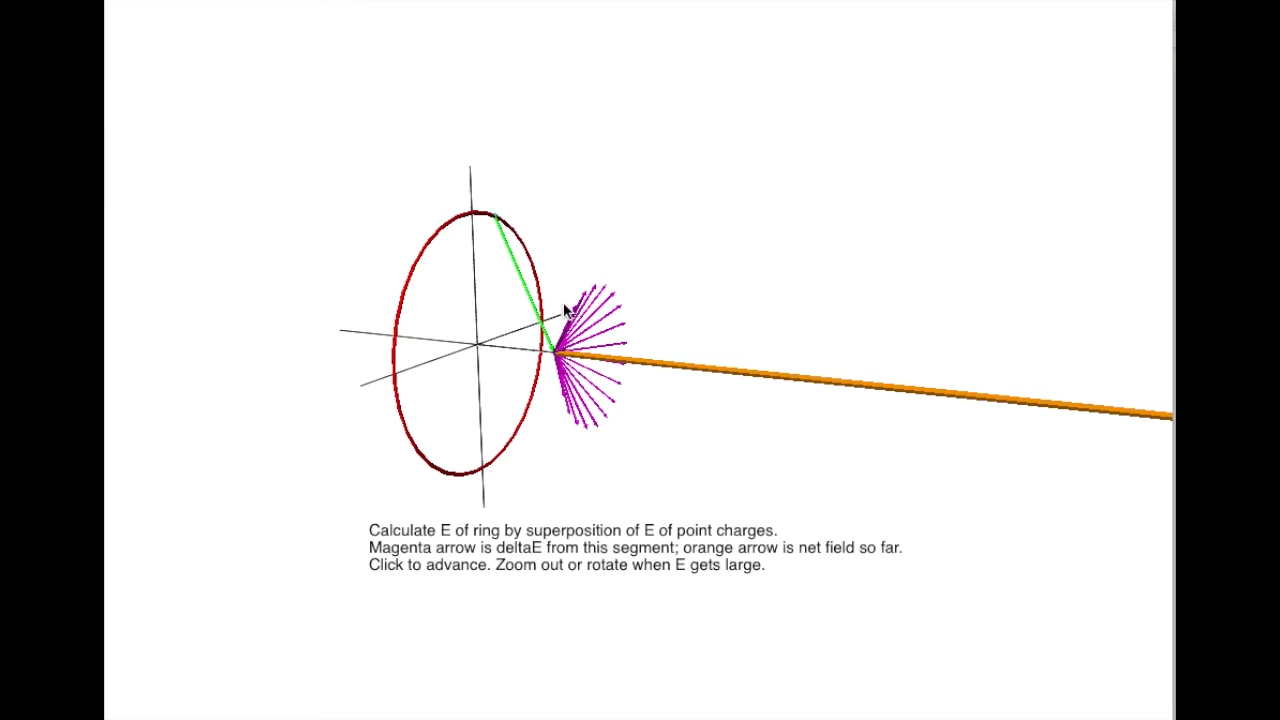 Calculate E of ring by superposition of E of point charges.
Magenta arrow is deltaE from this segment; orange arrow is net field so far.
Click to advance. Zoom out or rotate when E gets large.